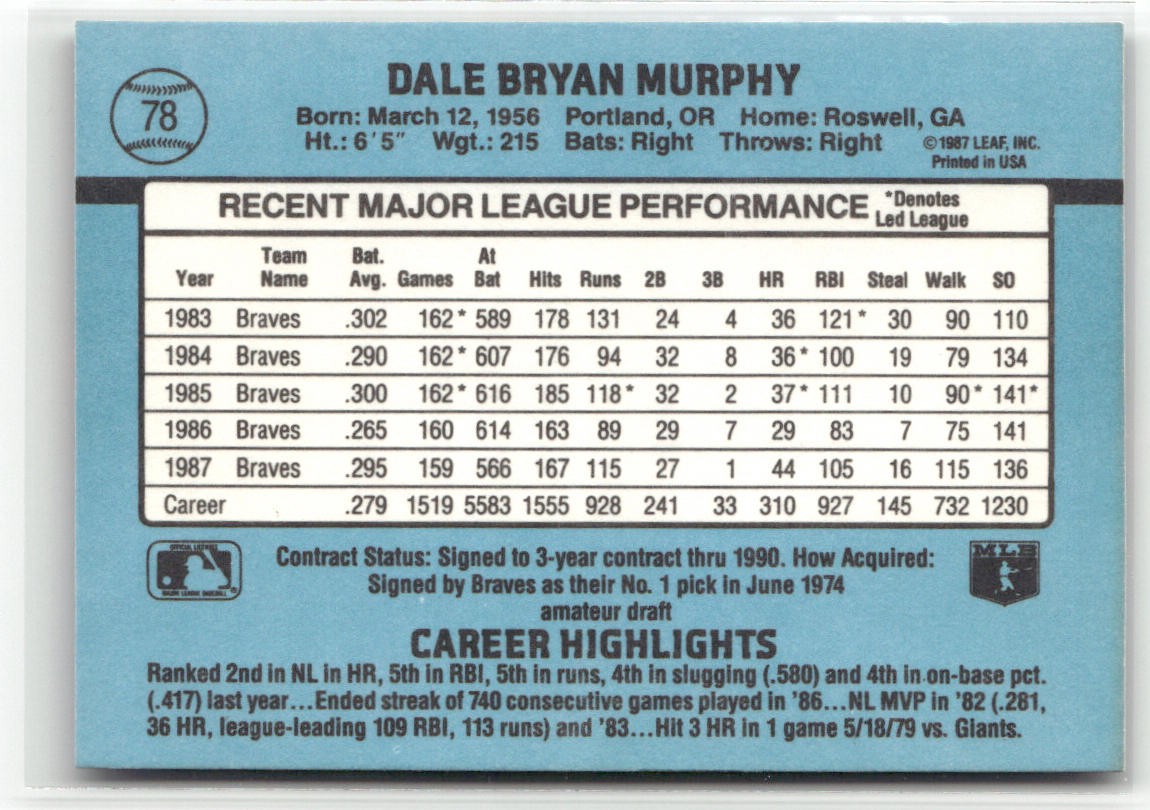 78
DALE BRYAN MURPHY
Born: March 12, 1956 Portland, OR Home: Roswell, GA
Ht.: 6'5" Wgt.: 215 Bats: Right Throws: Right
©1987 LEAF, INC.
Printed in USA
RECENT MAJOR LEAGUE PERFORMANCE *Denotes Led League
Year Team Name Bat. Avg. Games At Bat Hits Runs 2B 3B HR RBI Steal Walk SO
1983 Braves .302 162* 589 178 131 24 4 36 121* 30 90 110
1984 Braves .290 162* 607 176 94 32 8 36* 100 19 79 134
1985 Braves .300 162* 616 185 118* 32 2 37* 111 10 90* 141*
1986 Braves .265 160 614 163 89 29 7 29 83 7 75 141
1987 Braves .295 159 566 167 115 27 1 44 105 16 115 136
Career .279 1519 5583 1555 928 241 33 310 927 145 732 1230
OFFICIAL LICENSEE
MAJOR LEAGUE BASEBALL
®
Contract Status: Signed to 3-year contract thru 1990. How Acquired:
Signed by Braves as their No. 1 pick in June 1974
amateur draft
MLB
CAREER HIGHLIGHTS
Ranked 2nd in NL in HR, 5th in RBI, 5th in runs, 4th in slugging (.580) and 4th in on-base pct.
(.417) last year...Ended streak of 740 consecutive games played in '86...NL MVP in '82 (.281,
36 HR, league-leading 109 RBI, 113 runs) and '83...Hit 3 HR in 1 game 5/18/79 vs. Giants.